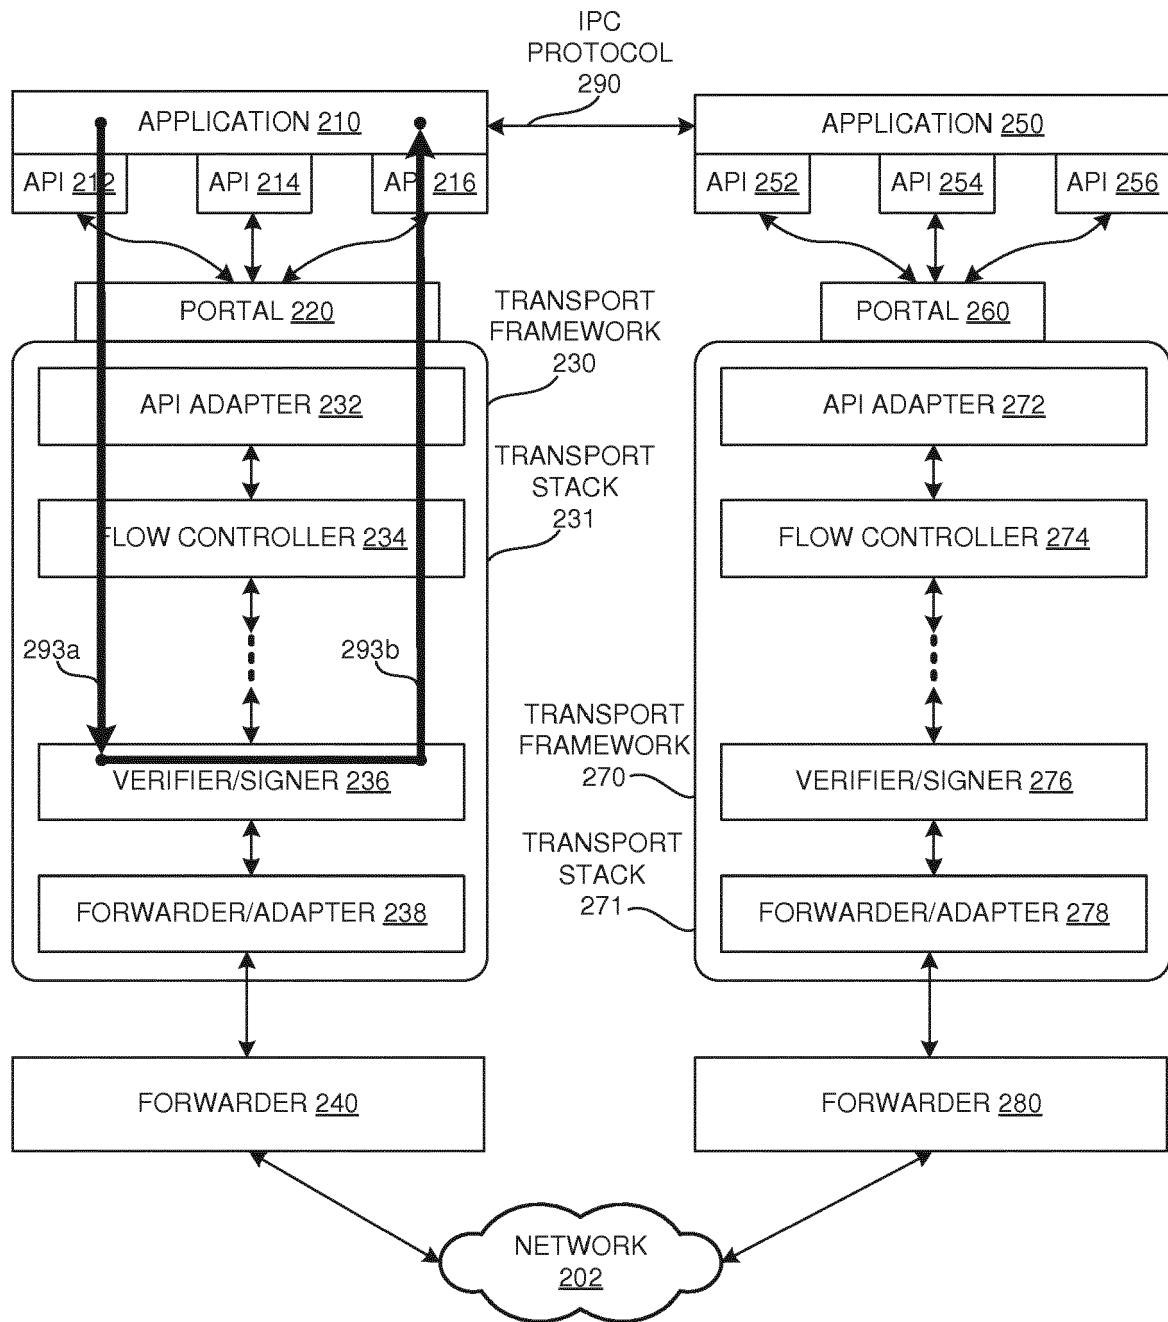 IPC
PROTOCOL
290
APPLICATION 210
APPLICATION 250
API 212
API 214
API 216
API 252
API 254
API 256
PORTAL 220
PORTAL 260
TRANSPORT
FRAMEWORK
230
API ADAPTER 232
API ADAPTER 272
TRANSPORT
STACK
231
FLOW CONTROLLER 234
FLOW CONTROLLER 274
293a
293b
TRANSPORT
FRAMEWORK
270
VERIFIER/SIGNER 236
VERIFIER/SIGNER 276
TRANSPORT
STACK
271
FORWARDER/ADAPTER 238
FORWARDER/ADAPTER 278
FORWARDER 240
FORWARDER 280
NETWORK
202